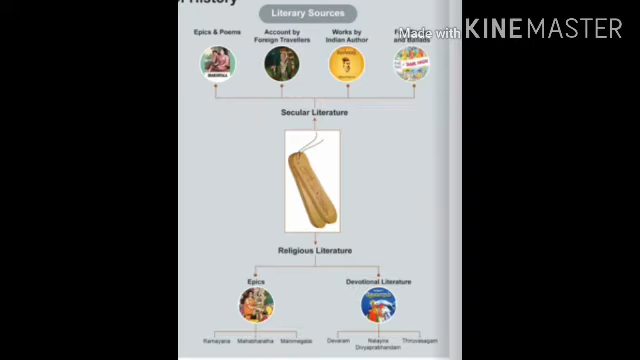 of History
Literary Sources
Epics & Poems
Account by
Foreign Travellers
Works by
Indian Author
and Ballads
Made with KINEMASTER
Secular Literature
Religious Literature
Epics
Devotional Literature
Ramayana Mahabharatha Manimegalai
Devaram Nalayira Divyaprabhandam Thiruvasagam